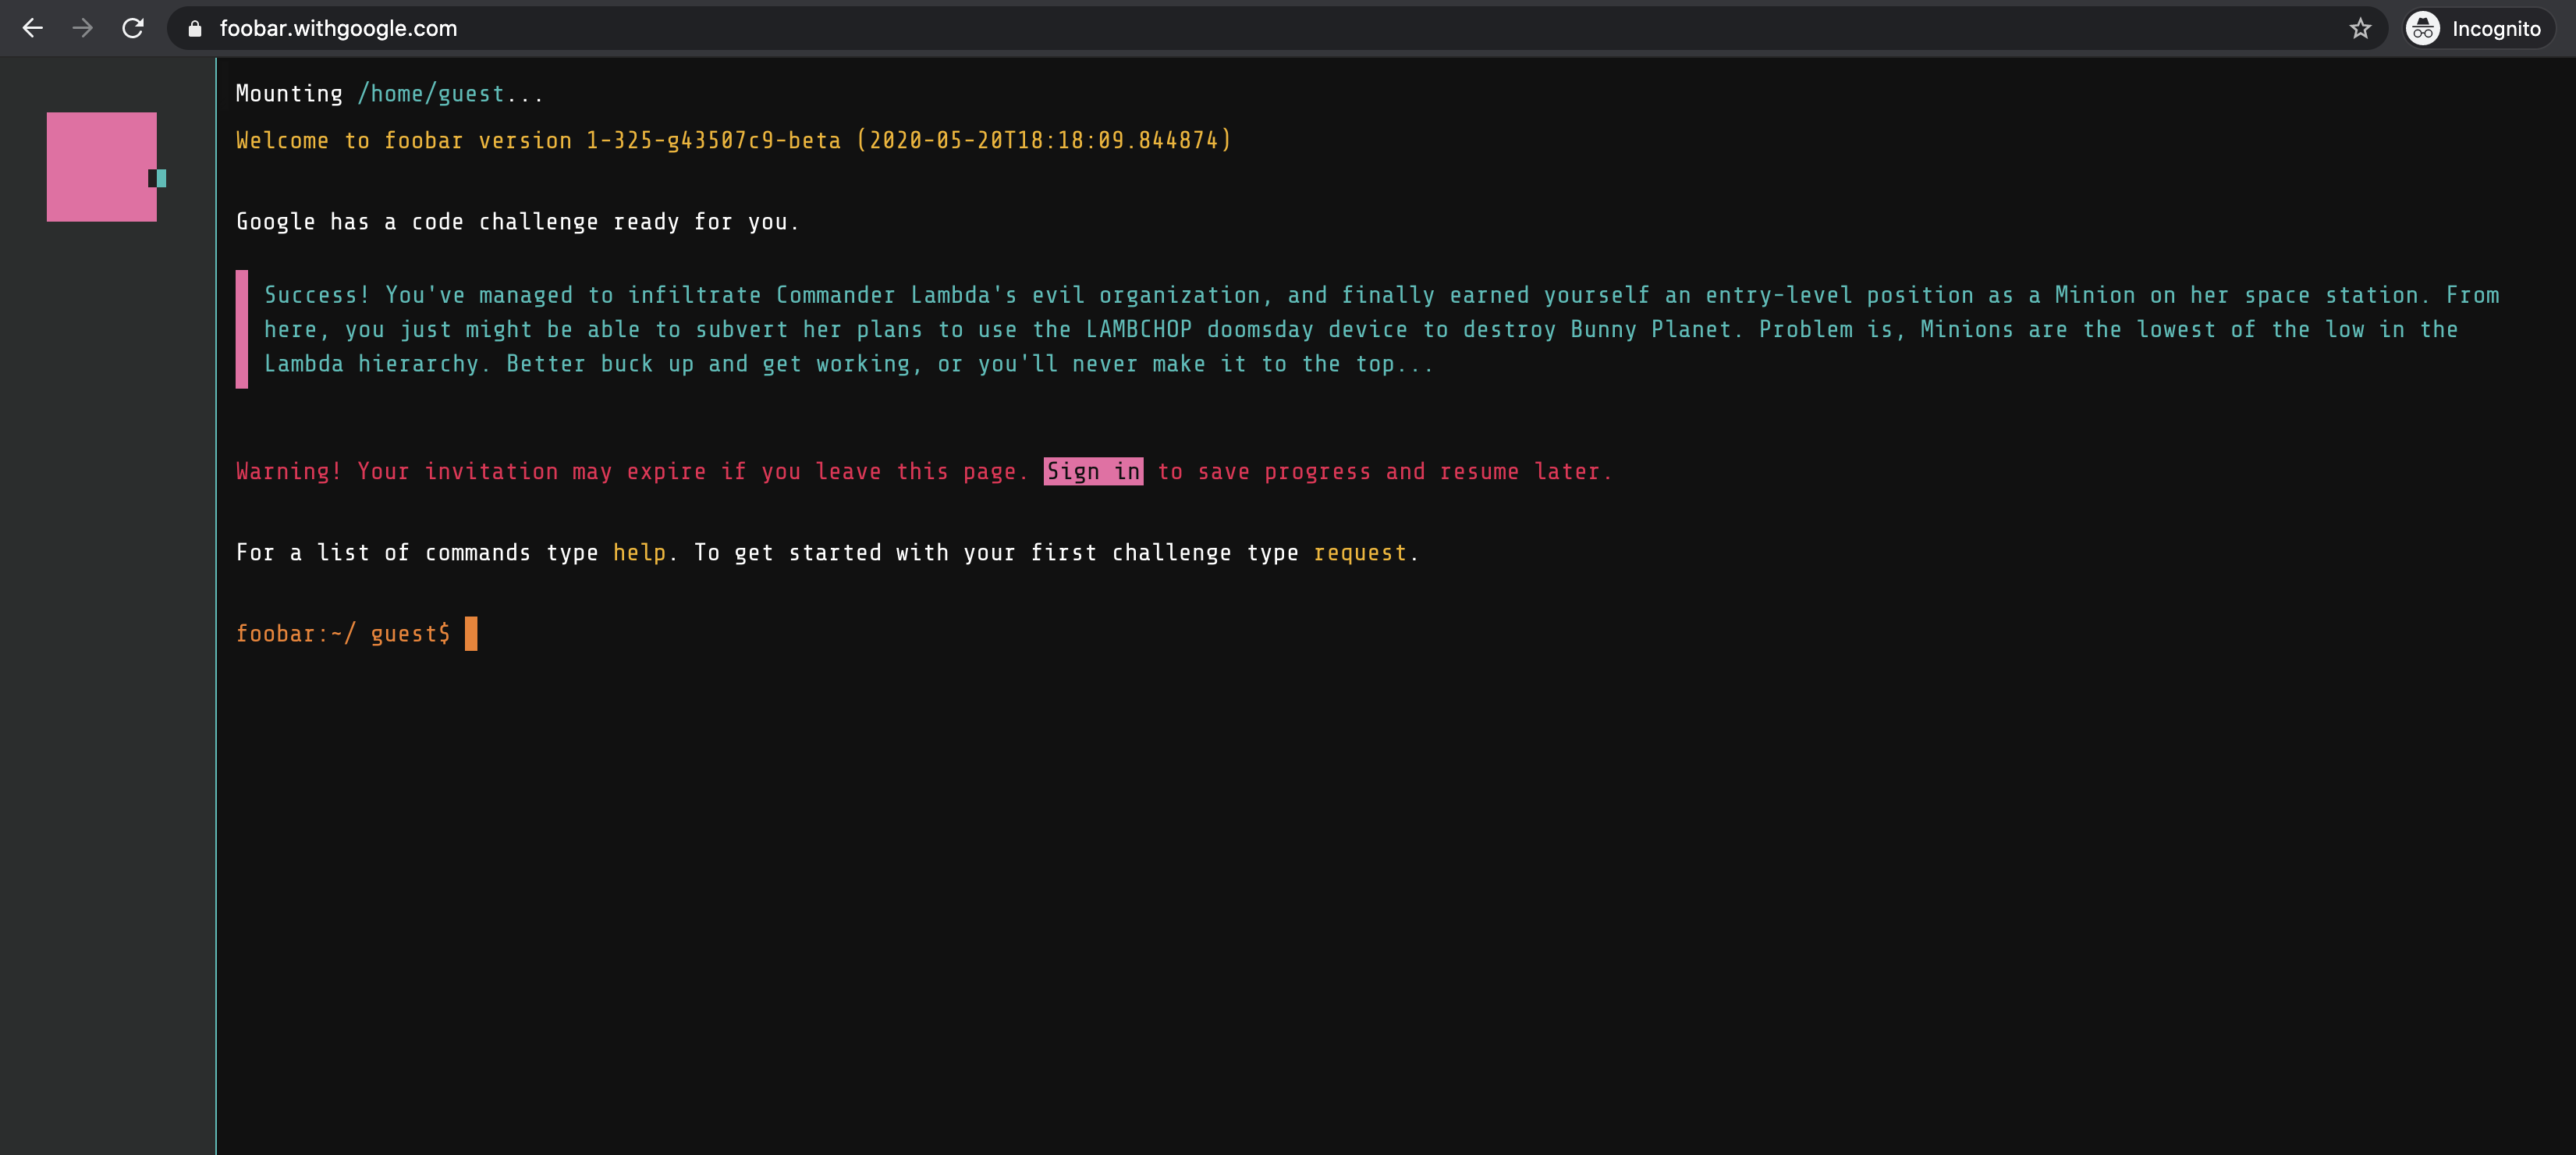 foobar.withgoogle.com
Incognito
Mounting /home/guest...
Welcome to foobar version 1-325-g43507c9-beta (2020-05-20T18:18:09.844874)
Google has a code challenge ready for you.
Success! You've managed to infiltrate Commander Lambda's evil organization, and finally earned yourself an entry-level position as a Minion on her space station. From
here, you just might be able to subvert her plans to use the LAMBCHOP doomsday device to destroy Bunny Planet. Problem is, Minions are the lowest of the low in the
Lambda hierarchy. Better buck up and get working, or you'll never make it to the top...
Warning! Your invitation may expire if you leave this page. Sign in to save progress and resume later.
For a list of commands type help. To get started with your first challenge type request.
foobar:~/ guest$